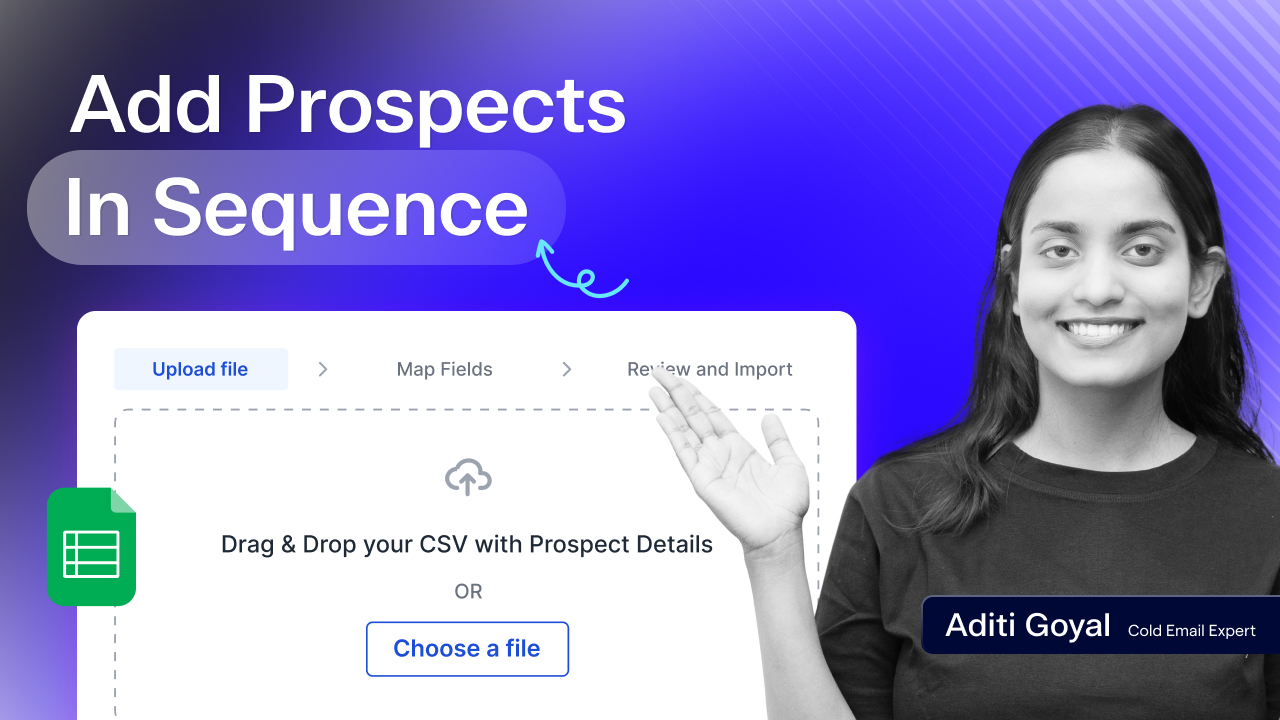 Add Prospects
In Sequence
Upload file
Map Fields
Review and Import
Drag & Drop your CSV with Prospect Details
OR
Choose a file
Aditi Goyal Cold Email Expert